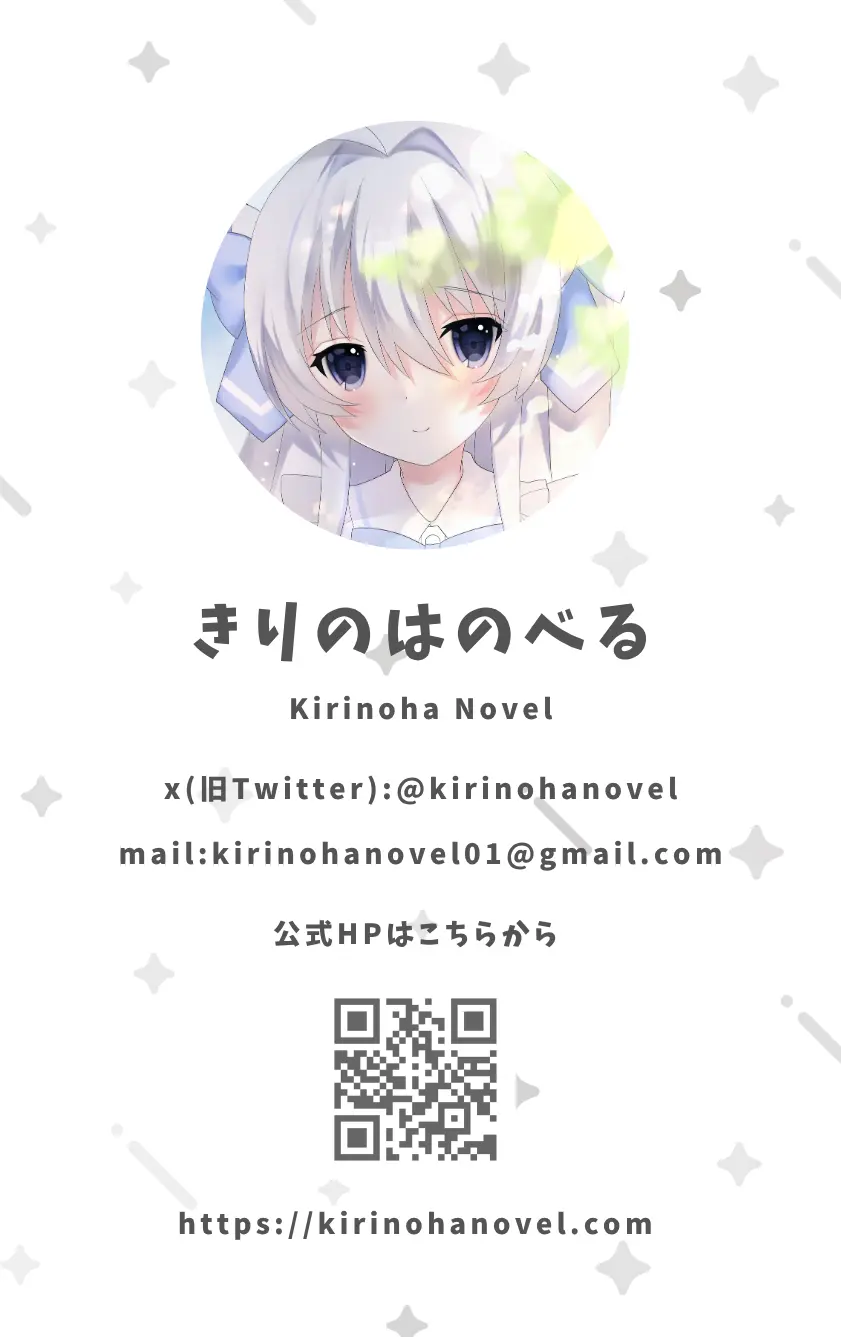 きりのはのべる
Kirinoha Novel
x(旧Twitter):@kirinohanovel
mail:kirinohanovel01@gmail.com
公式HPはこちらから
https://kirinohanovel.com